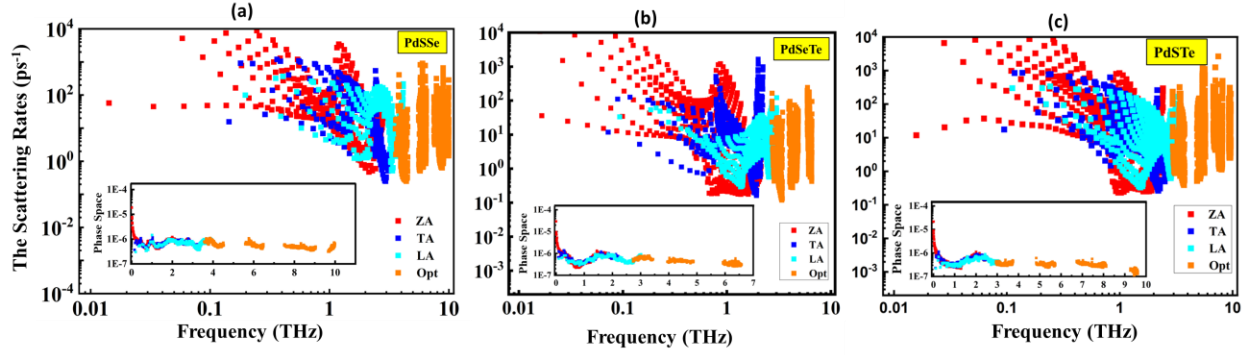 (a)
The Scattering Rates (ps⁻¹)
10⁴
10²
10⁰
10⁻²
10⁻⁴
PdSSe
Phase Space
1E-4
1E-5
1E-6
1E-7
0 2 4 6 8 10
ZA
TA
LA
Opt
0.01 0.1 1 10
Frequency (THz)
(b)
10⁴
10³
10²
10¹
10⁰
10⁻¹
10⁻²
10⁻³
PdSeTe
Phase Space
1E-4
1E-5
1E-6
1E-7
0 1 2 3 4 5 6 7
ZA
TA
LA
Opt
0.01 0.1 1 10
Frequency (THz)
(c)
10⁴
10³
10²
10¹
10⁰
10⁻¹
10⁻²
10⁻³
PdSTe
Phase Space
1E-4
1E-5
1E-6
1E-7
0 1 2 3 4 5 6 7 8 9 10
ZA
TA
LA
Opt
0.01 0.1 1 10
Frequency (THz)